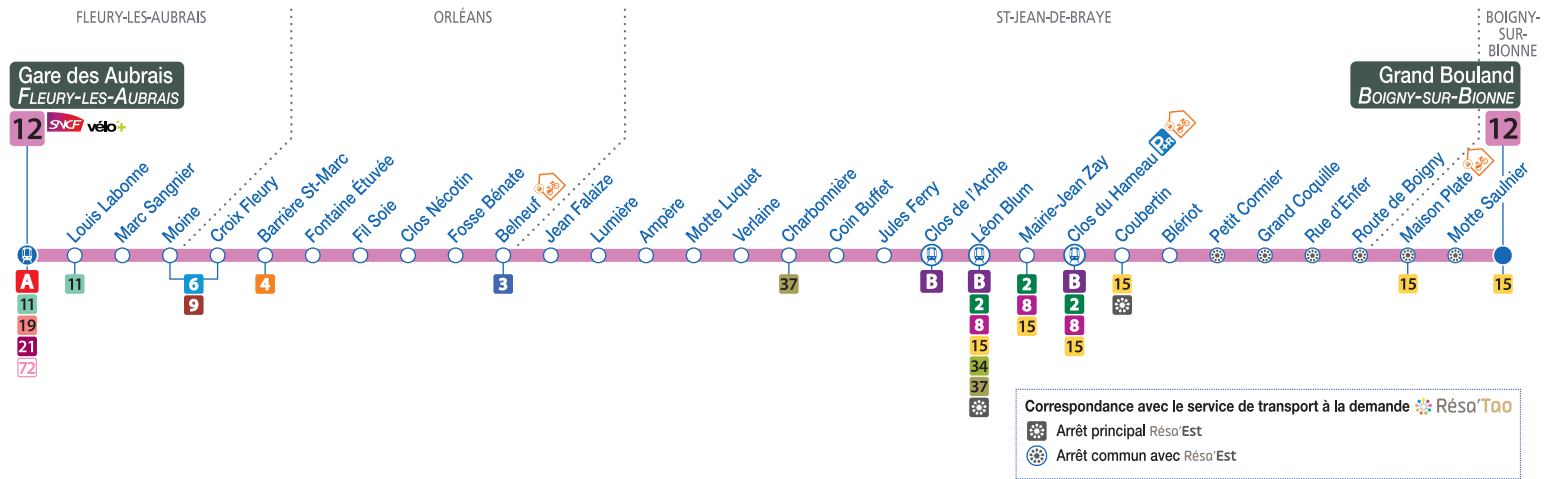 FLEURY-LES-AUBRAIS
ORLÉANS
ST-JEAN-DE-BRAYE
BOIGNY-
SUR-
BIONNE
Gare des Aubrais
FLEURY-LES-AUBRAIS
12 SNCF vélo+
Grand Bouland
BOIGNY-SUR-BIONNE
12
Louis Labonne
Marc Sangnier
Moine
Croix Fleury
Barrière St-Marc
Fontaine Étuvée
Fil Soie
Clos Nécotin
Fosse Bénate
Belneuf
Jean Falaize
Lumière
Ampère
Motte Luquet
Verlaine
Charbonnière
Coin Buffet
Jules Ferry
Clos de l'Arche
Léon Blum
Mairie-Jean Zay
Clos du Hameau P+R
Coubertin
Blériot
Petit Cormier
Grand Coquille
Rue d'Enfer
Route de Boigny
Maison Plate
Motte Saulnier
A
11
19
21
72
11
6
9
4
3
37
B
B
2
8
15
34
37
2
8
15
B
2
8
15
15
15
15
Correspondance avec le service de transport à la demande Résa'Tao
Arrêt principal Résa'Est
Arrêt commun avec Résa'Est